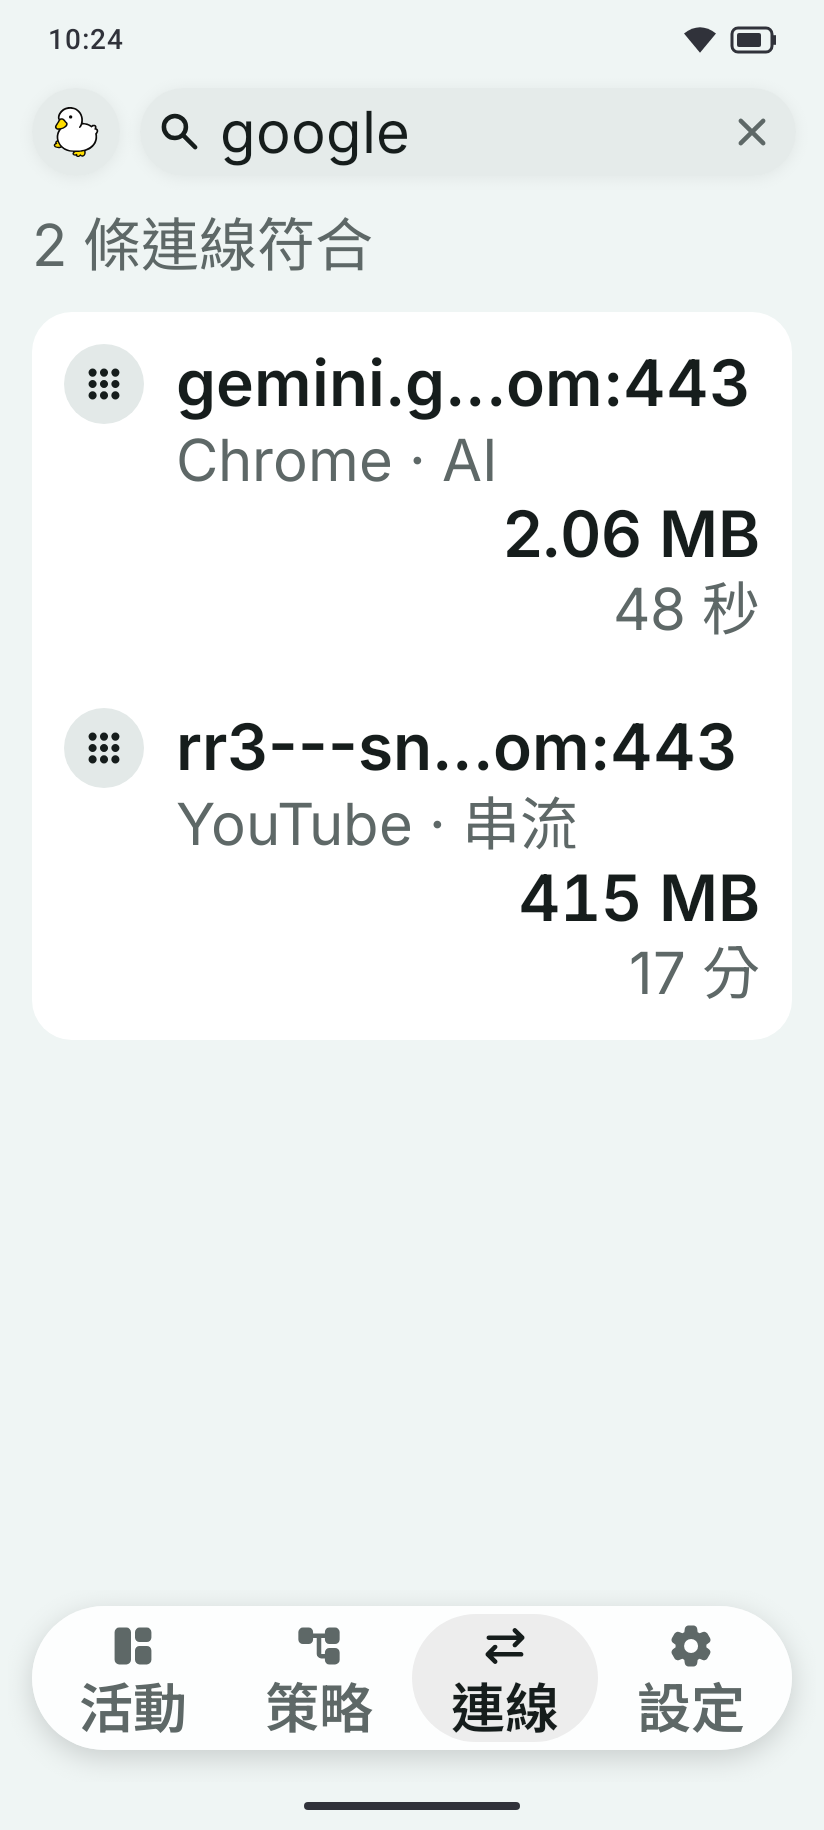 10:24
google
2 條連線符合
gemini.g...om:443
Chrome · AI
2.06 MB
48 秒
rr3---sn...om:443
YouTube · 串流
415 MB
17 分
活動
策略
連線
設定